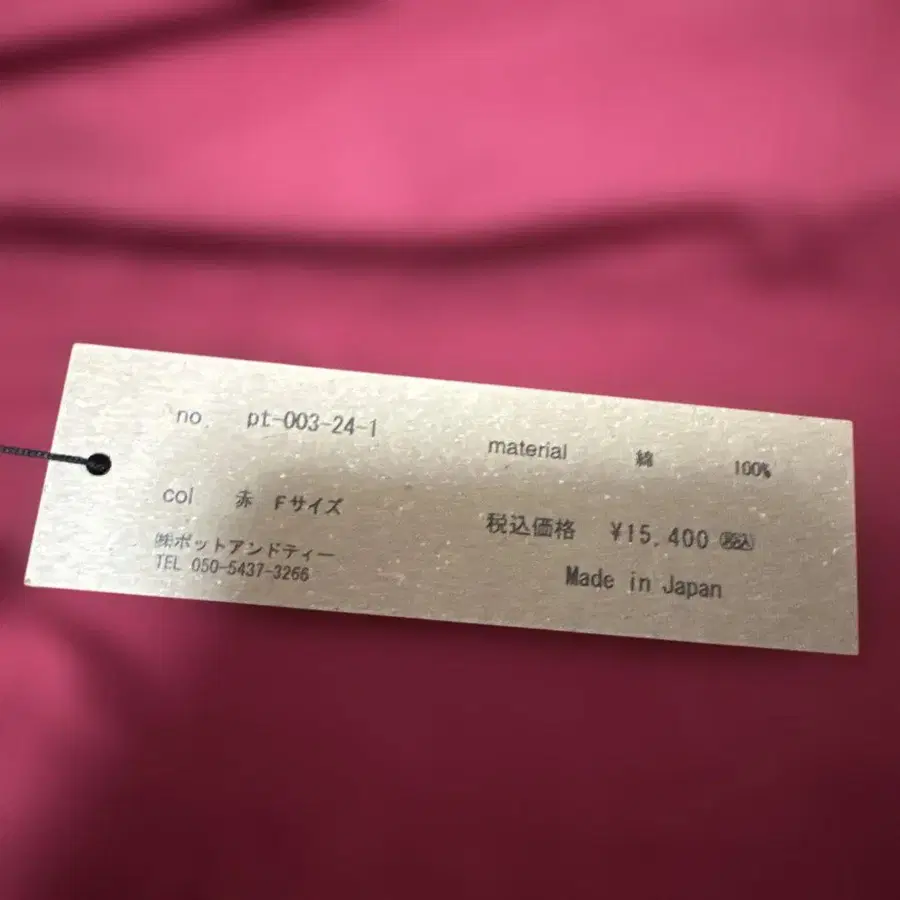 no. pt-003-24-1
col 赤 Fサイズ
㈱ポットアンドティー
TEL 050-5437-3266
material 綿 100%
税込価格 ¥15,400 税込
Made in Japan